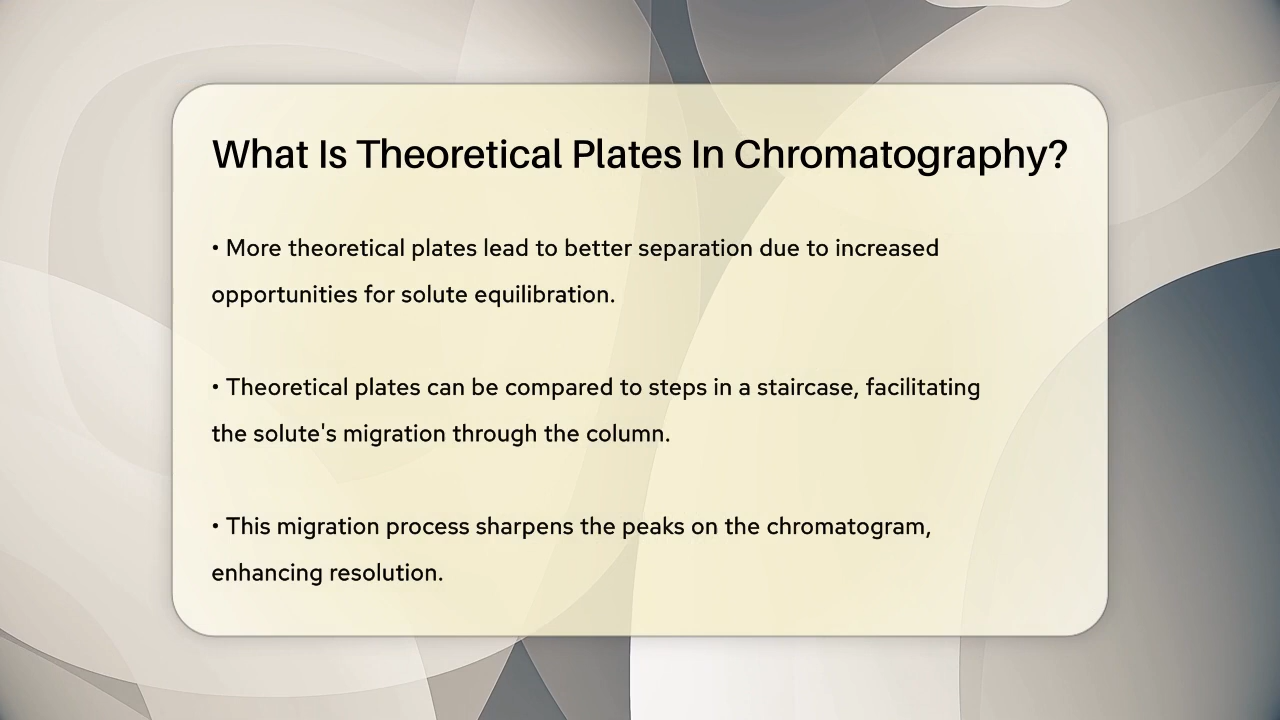 What Is Theoretical Plates In Chromatography?
• More theoretical plates lead to better separation due to increased
opportunities for solute equilibration.
• Theoretical plates can be compared to steps in a staircase, facilitating
the solute's migration through the column.
• This migration process sharpens the peaks on the chromatogram,
enhancing resolution.